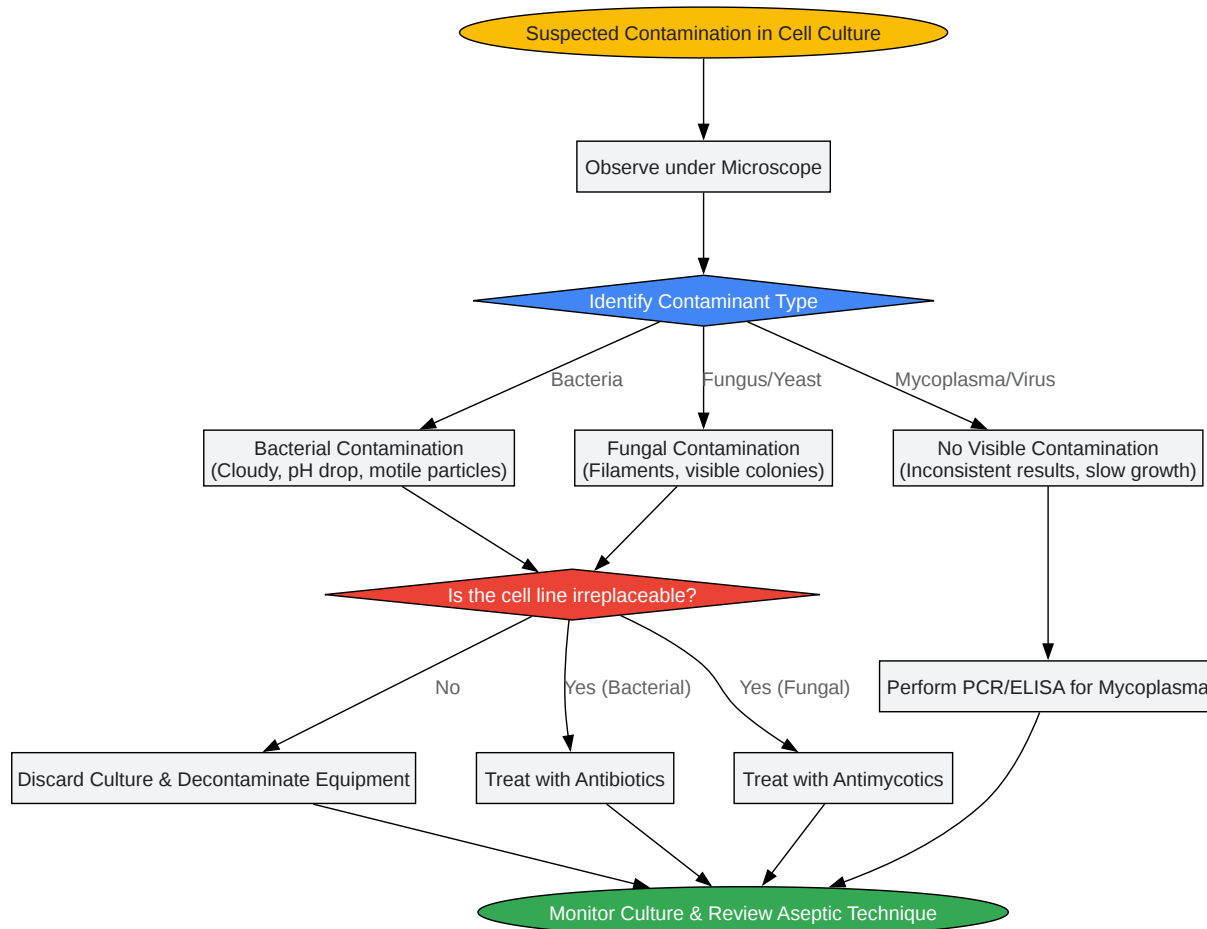 Suspected Contamination in Cell Culture
Observe under Microscope
Identify Contaminant Type
Bacteria
Fungus/Yeast
Mycoplasma/Virus
Bacterial Contamination
(Cloudy, pH drop, motile particles)
Fungal Contamination
(Filaments, visible colonies)
No Visible Contamination
(Inconsistent results, slow growth)
Is the cell line irreplaceable?
No
Yes (Bacterial)
Yes (Fungal)
Perform PCR/ELISA for Mycoplasma
Discard Culture & Decontaminate Equipment
Treat with Antibiotics
Treat with Antimycotics
Monitor Culture & Review Aseptic Technique